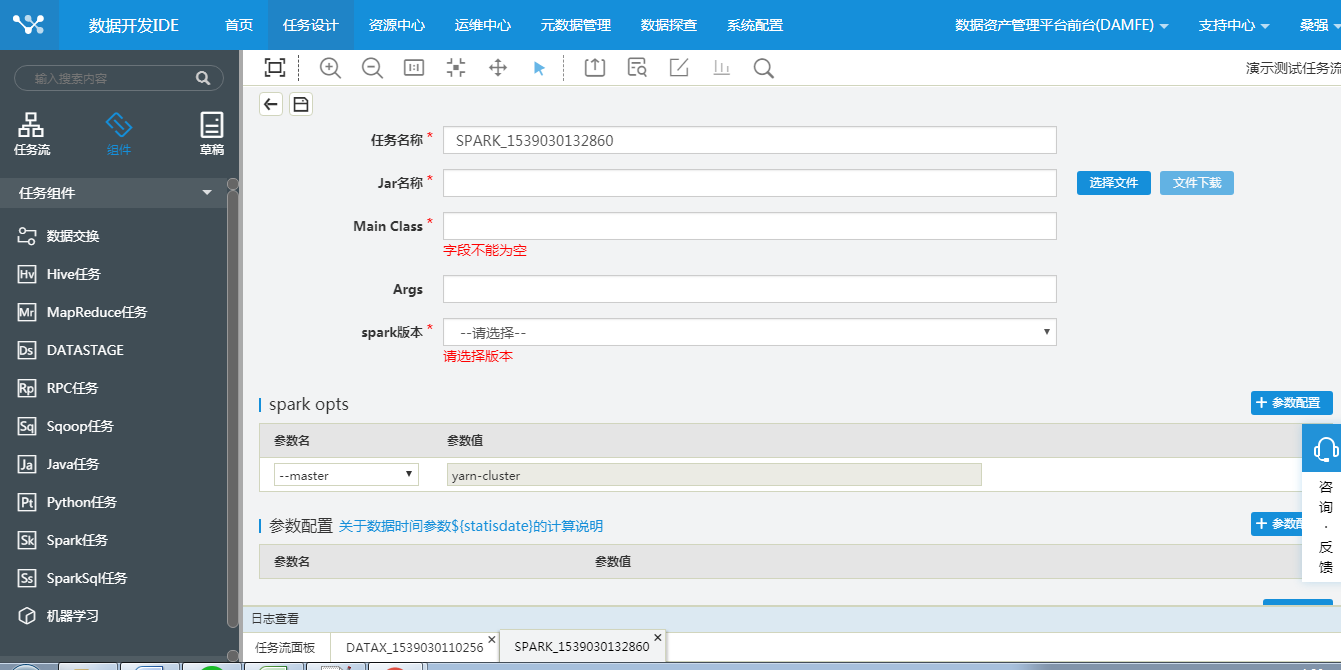 数据开发IDE 首页 任务设计 资源中心 运维中心 元数据管理 数据探查 系统配置 数据资产管理平台前台(DAMFE) 支持中心 桑强
输入搜索内容
演示测试任务流
任务流 组件 草稿
任务组件
数据交换
Hv Hive任务
Mr MapReduce任务
Ds DATASTAGE
Rp RPC任务
Sq Sqoop任务
Ja Java任务
Pt Python任务
Sk Spark任务
Ss SparkSql任务
机器学习
任务名称* SPARK_1539030132860
Jar名称* 选择文件 文件下载
Main Class*
字段不能为空
Args
spark版本* --请选择--
请选择版本
spark opts + 参数配置
参数名 参数值
--master yarn-cluster
参数配置 关于数据时间参数${statisdate}的计算说明 + 参数配
参数名 参数值
咨询·反馈
日志查看
任务流面板 DATAX_1539030110256 × SPARK_1539030132860 ×